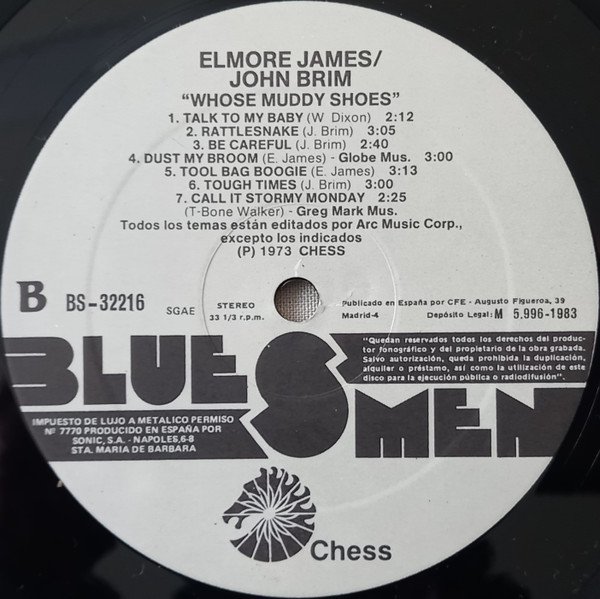 ELMORE JAMES/
JOHN BRIM
"WHOSE MUDDY SHOES"
1. TALK TO MY BABY (W. Dixon) 2:12
2. RATTLESNAKE (J. Brim) 3:05
3. BE CAREFUL (J. Brim) 2:40
4. DUST MY BROOM (E. James) - Globe Mus. 3:00
5. TOOL BAG BOOGIE (E. James) 3:13
6. TOUGH TIMES (J. Brim) 3:00
7. CALL IT STORMY MONDAY 2:25
(T-Bone Walker) - Greg Mark Mus.
Todos los temas están editados por Arc Music Corp.,
excepto los indicados
(P) 1973 CHESS
B BS-32216
SGAE
STEREO
33 1/3 r.p.m.
Publicado en España por CFE - Augusto Figueroa, 39
Madrid-4 Depósito Legal: M 5.996-1983
BLUESMEN
"Quedan reservados todos los derechos del produc-
tor fonográfico y del propietario de la obra grabada.
Salvo autorización, queda prohibida la duplicación,
alquiler o préstamo, así como la utilización de este
disco para la ejecución pública o radiodifusión".
IMPUESTO DE LUJO A METALICO PERMISO
Nº 7770 PRODUCIDO EN ESPAÑA POR
SONIC, S.A. - NAPOLES,6-8
STA. MARIA DE BARBARA
Chess